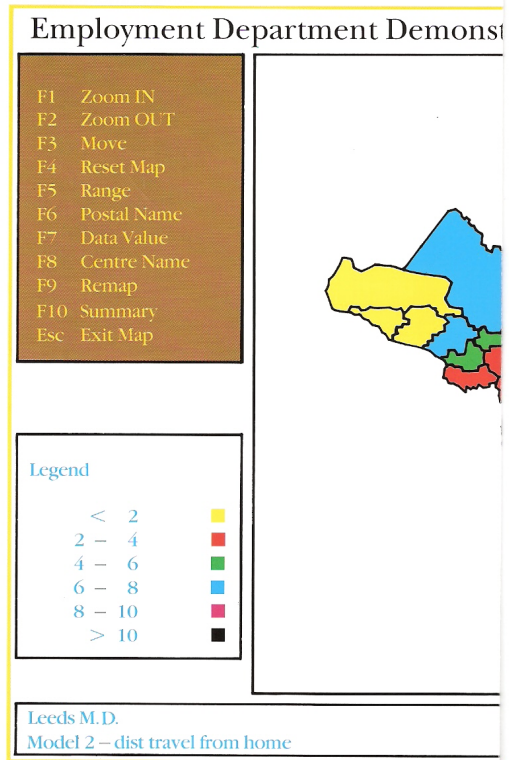 Employment Department Demonst
F1 Zoom IN
F2 Zoom OUT
F3 Move
F4 Reset Map
F5 Range
F6 Postal Name
F7 Data Value
F8 Centre Name
F9 Remap
F10 Summary
Esc Exit Map
Legend
< 2
2 – 4
4 – 6
6 – 8
8 – 10
> 10
Leeds M.D.
Model 2 – dist travel from home